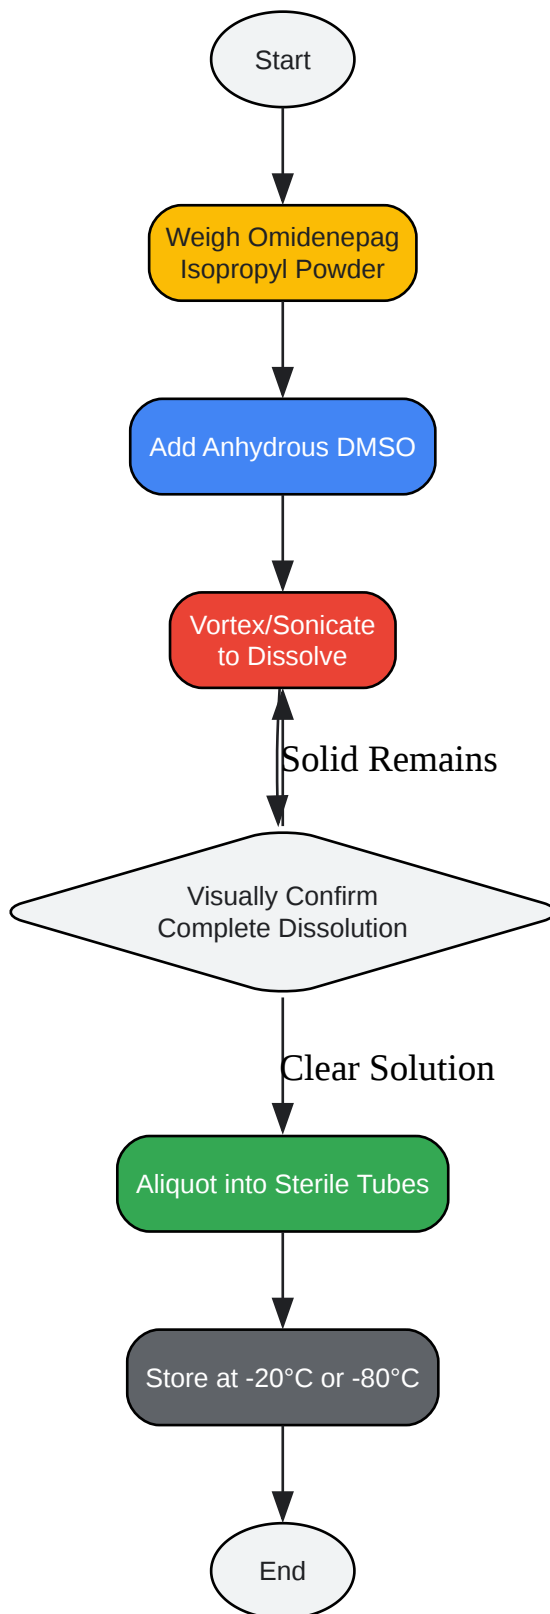 Start
Weigh Omidenepag
Isopropyl Powder
Add Anhydrous DMSO
Vortex/Sonicate
to Dissolve
Solid Remains
Visually Confirm
Complete Dissolution
Clear Solution
Aliquot into Sterile Tubes
Store at -20°C or -80°C
End